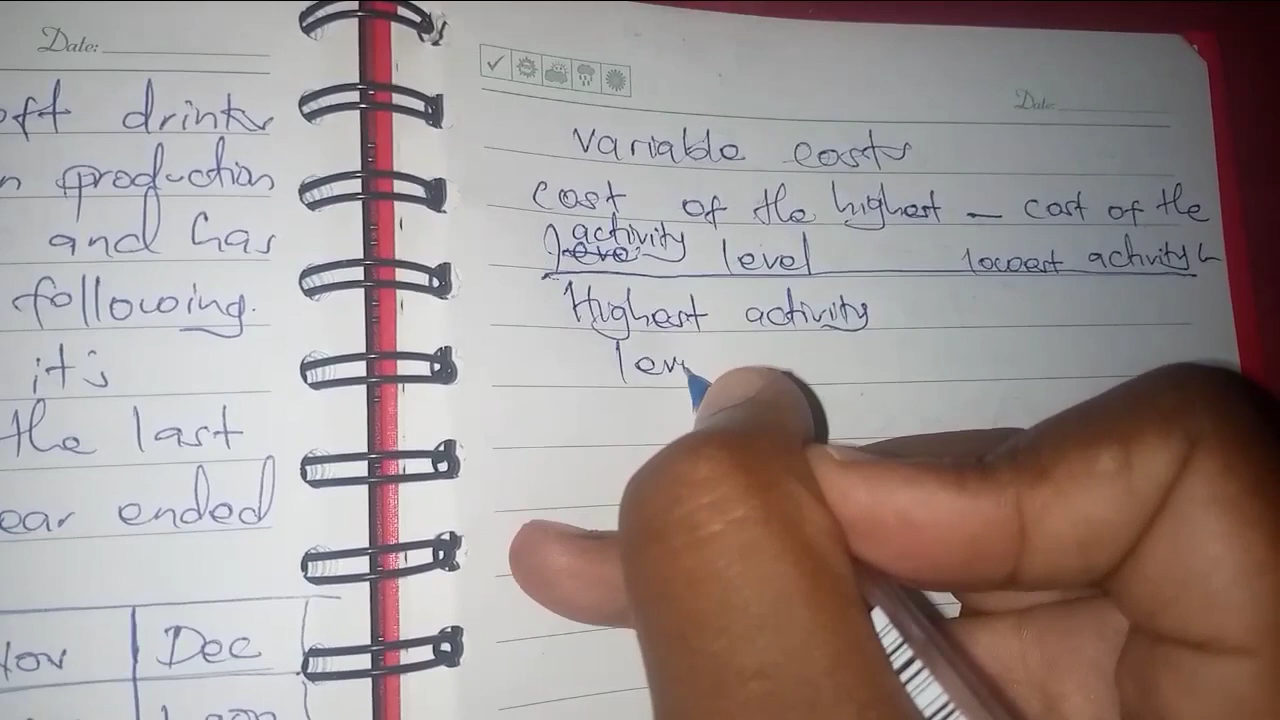 Date:
oft drinks
n production
and has
following.
it's
the last
ear ended
Nov Dec
Date:
Variable costs
cost of the highest - cost of the
activity
level lowest activity L
Highest activity
leve